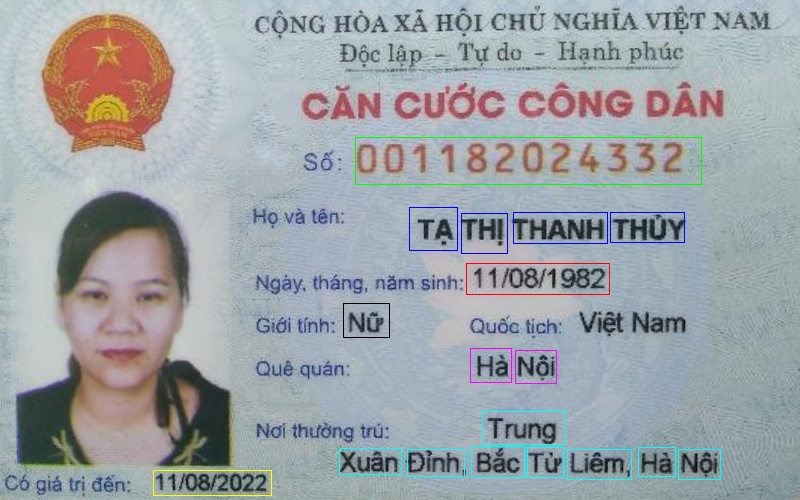 CỘNG HÒA XÃ HỘI CHỦ NGHĨA VIỆT NAM
Độc lập - Tự do - Hạnh phúc
CĂN CƯỚC CÔNG DÂN
Số: 001182024332
Họ và tên: TẠ THỊ THANH THỦY
Ngày, tháng, năm sinh: 11/08/1982
Giới tính: Nữ Quốc tịch: Việt Nam
Quê quán: Hà Nội
Nơi thường trú: Trung
Xuân Đỉnh, Bắc Từ Liêm, Hà Nội
Có giá trị đến: 11/08/2022